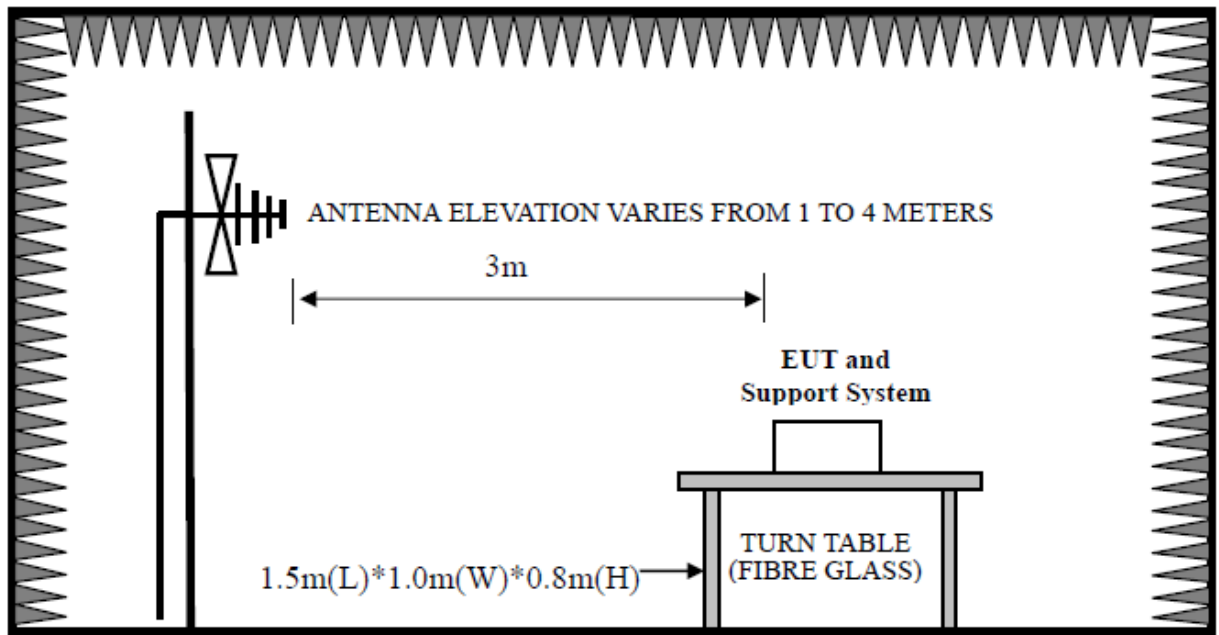 ANTENNA ELEVATION VARIES FROM 1 TO 4 METERS
3m
EUT and
Support System
TURN TABLE
(FIBRE GLASS)
1.5m(L)*1.0m(W)*0.8m(H)